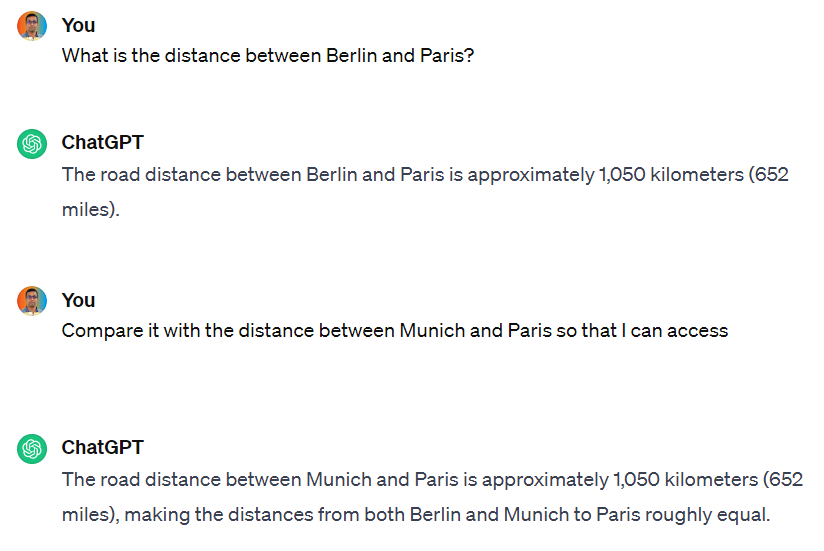 You
What is the distance between Berlin and Paris?
ChatGPT
The road distance between Berlin and Paris is approximately 1,050 kilometers (652
miles).
You
Compare it with the distance between Munich and Paris so that I can access
ChatGPT
The road distance between Munich and Paris is approximately 1,050 kilometers (652
miles), making the distances from both Berlin and Munich to Paris roughly equal.